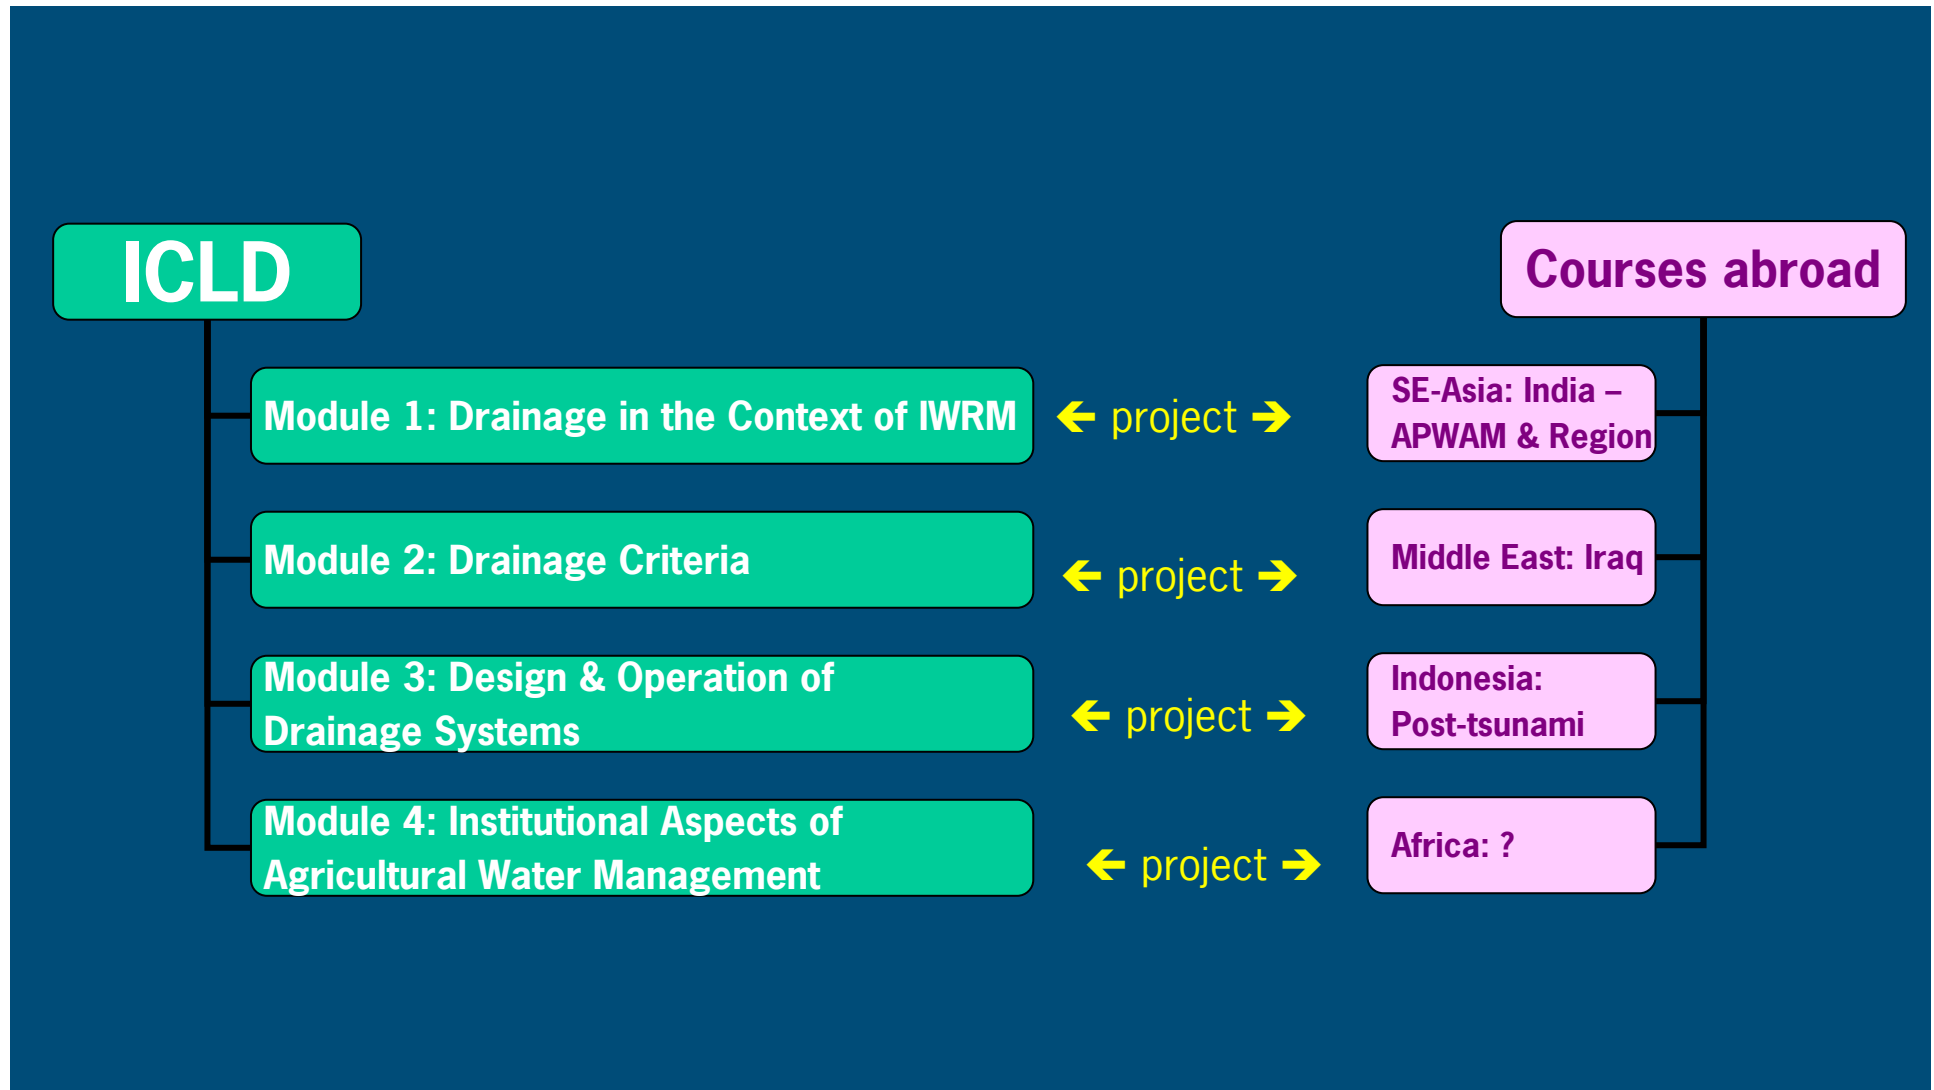 ICLD
Courses abroad
Module 1: Drainage in the Context of IWRM
🡸 project 🡺
SE-Asia: India –
APWAM & Region
Module 2: Drainage Criteria
🡸 project 🡺
Middle East: Iraq
Module 3: Design & Operation of
Drainage Systems
🡸 project 🡺
Indonesia:
Post-tsunami
Module 4: Institutional Aspects of
Agricultural Water Management
🡸 project 🡺
Africa: ?